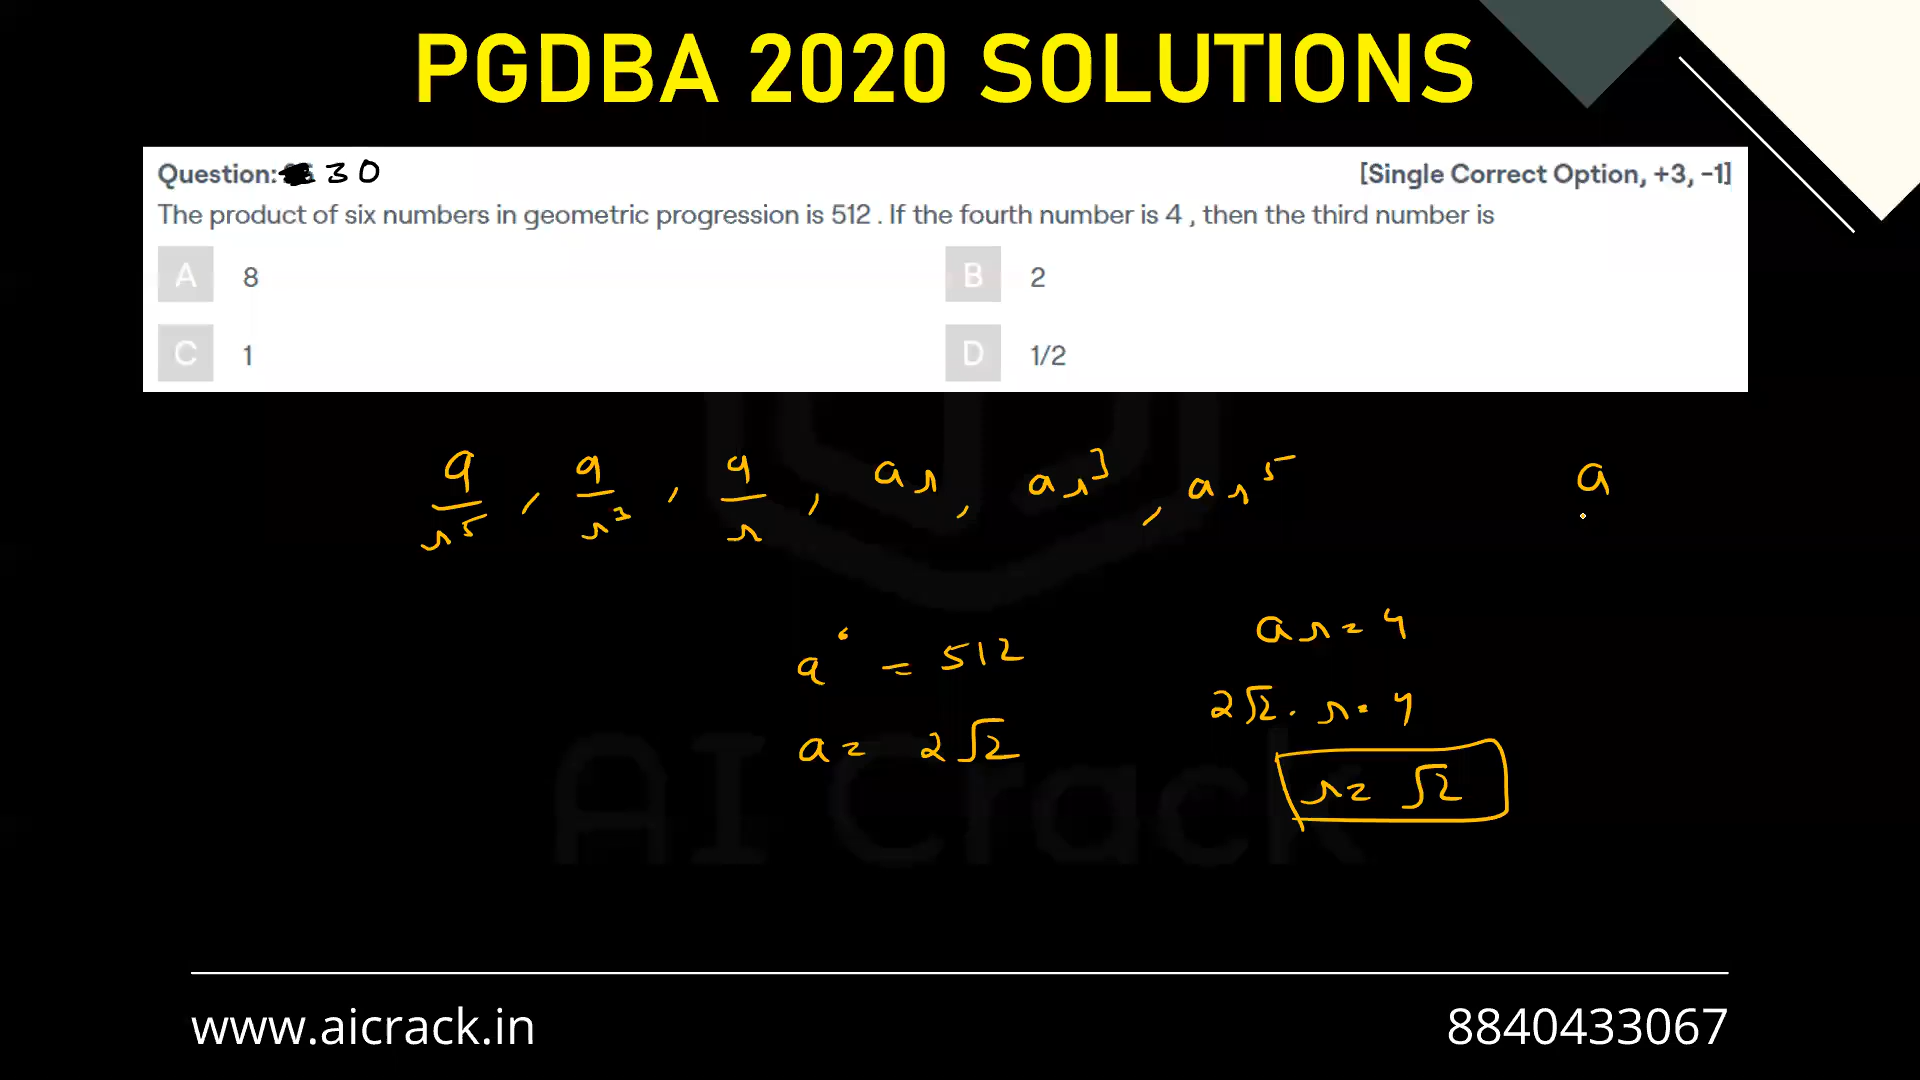 PGDBA 2020 SOLUTIONS
Question: 30 [Single Correct Option, +3, -1]
The product of six numbers in geometric progression is 512 . If the fourth number is 4 , then the third number is
A 8 B 2
C 1 D 1/2
a/r⁵ , a/r³ , a/r , ar , ar³ , ar⁵ a
a⁶ = 512 ar = 4
2√2 . r = 4
a = 2√2
r = √2
AI Crack
www.aicrack.in 8840433067